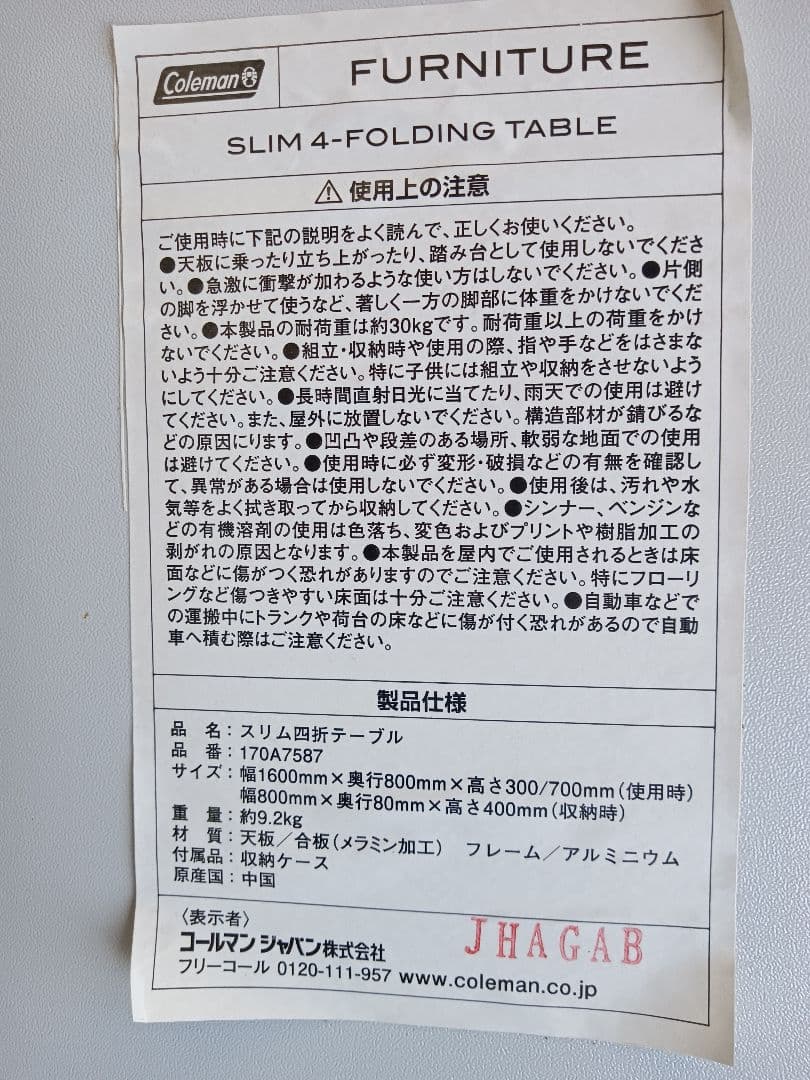 Coleman
FURNITURE
SLIM 4-FOLDING TABLE
⚠使用上の注意
ご使用時に下記の説明をよく読んで、正しくお使いください。
●天板に乗ったり立ち上がったり、踏み台として使用しないでくださ
い。●急激に衝撃が加わるような使い方はしないでください。●片側
の脚を浮かせて使うなど、著しく一方の脚部に体重をかけないでくだ
さい。●本製品の耐荷重は約30kgです。耐荷重以上の荷重をかけ
ないでください。●組立・収納時や使用の際、指や手などをはさまな
いよう十分ご注意ください。特に子供には組立や収納をさせないよう
にしてください。●長時間直射日光に当てたり、雨天での使用は避け
てください。また、屋外に放置しないでください。構造部材が錆びるな
どの原因にります。●凹凸や段差のある場所、軟弱な地面での使用
は避けてください。●使用時に必ず変形・破損などの有無を確認し
て、異常がある場合は使用しないでください。●使用後は、汚れや水
気等をよく拭き取ってから収納してください。●シンナー、ベンジンな
どの有機溶剤の使用は色落ち、変色およびプリントや樹脂加工の
剥がれの原因となります。●本製品を屋内でご使用されるときは床
面などに傷がつく恐れがありますのでご注意ください。特にフローリ
ングなど傷つきやすい床面は十分ご注意ください。●自動車などで
の運搬中にトランクや荷台の床などに傷が付く恐れがあるので自動
車へ積む際はご注意ください。
製品仕様
品 名：スリム四折テーブル
品 番：170A7587
サイズ：幅1600mm×奥行800mm×高さ300/700mm（使用時）
幅800mm×奥行80mm×高さ400mm（収納時）
重 量：約9.2kg
材 質：天板／合板（メラミン加工） フレーム／アルミニウム
付属品：収納ケース
原産国：中国
〈表示者〉
コールマン ジャパン株式会社
フリーコール 0120-111-957 www.coleman.co.jp
JHAGAB